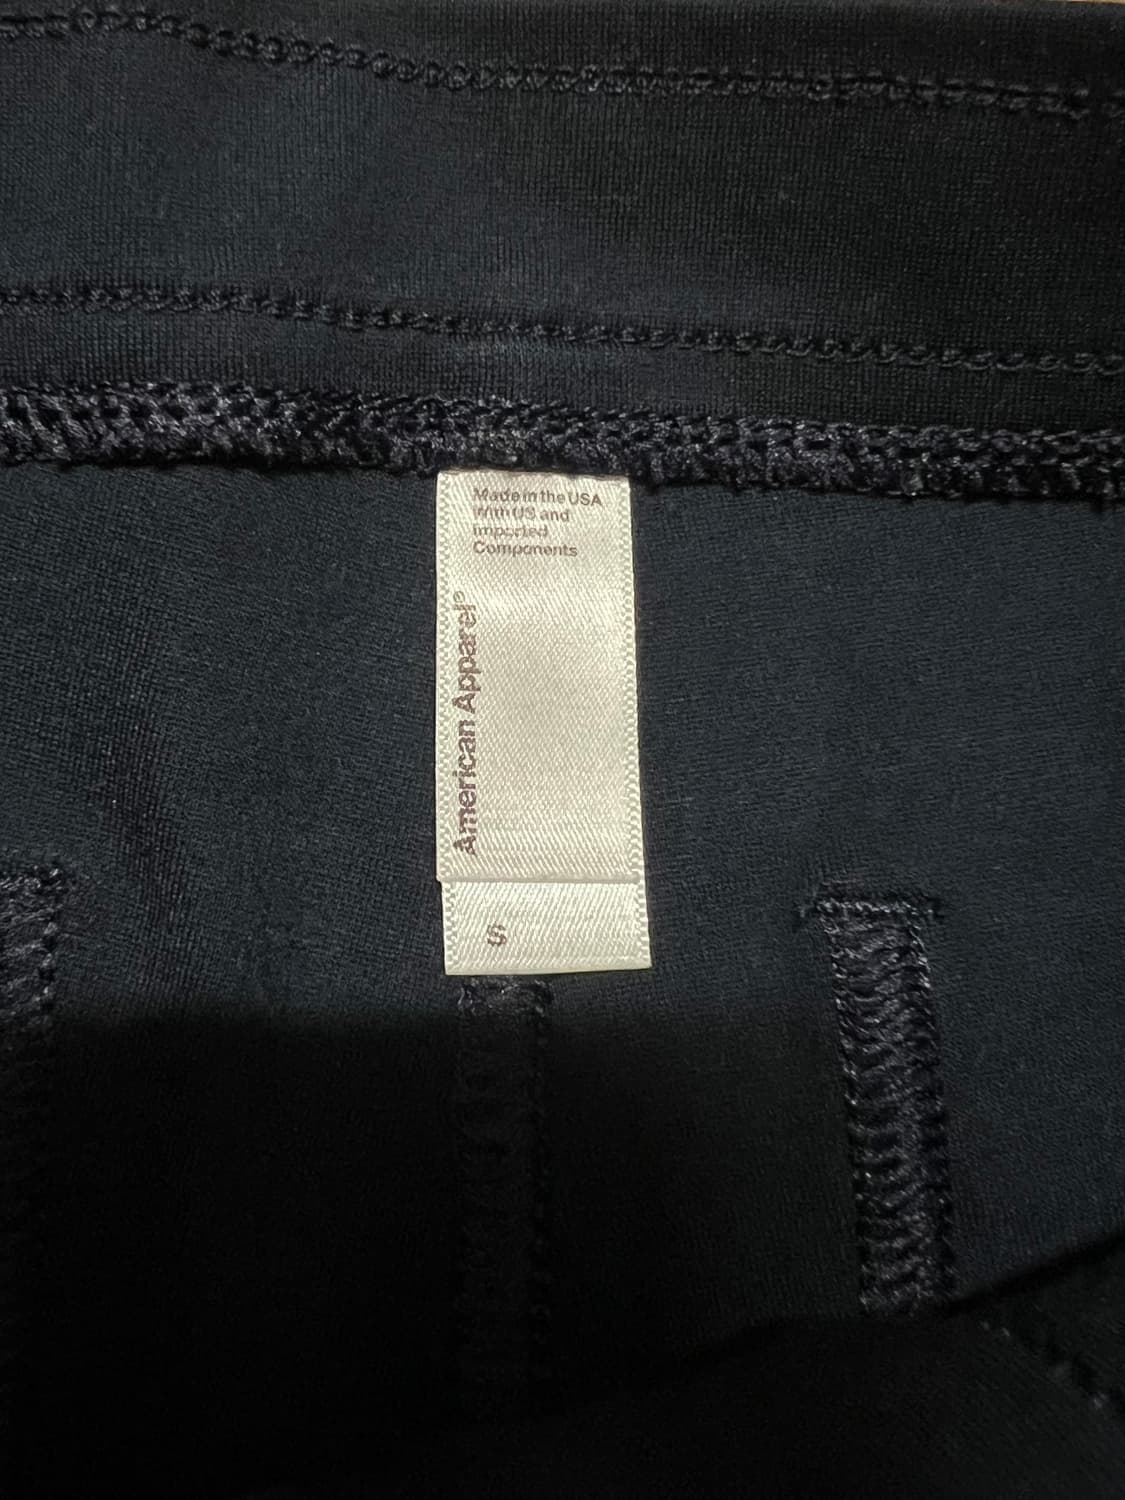 Made in the USA
With US and
Imported
Components
American Apparel®
S